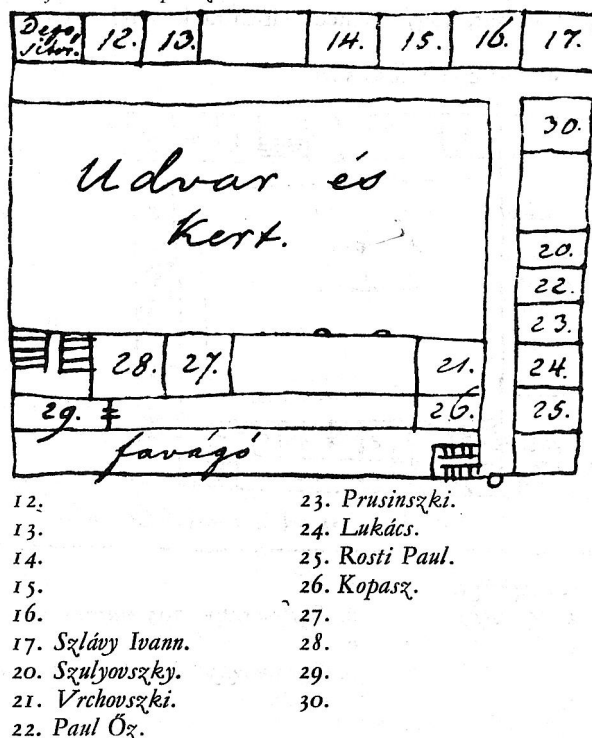 12. 13. 14. 15. 16. 17.
30.
Udvar és
Kert.
20.
22.
23.
28. 27. 21. 24.
29. 26. 25.
favágó
12.
13.
14.
15.
16.
17. Szlávy Ivann.
20. Szulyovszky.
21. Vrchovszki.
22. Paul Őz.
23. Prusinszki.
24. Lukács.
25. Rosti Paul.
26. Kopasz.
27.
28.
29.
30.